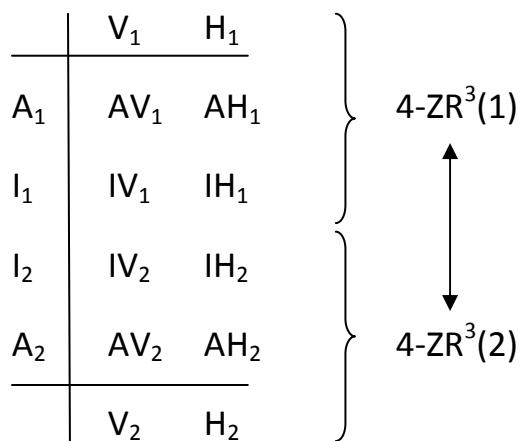 V₁ H₁
A₁ AV₁ AH₁ 4-ZR³(1)
I₁ IV₁ IH₁
I₂ IV₂ IH₂
A₂ AV₂ AH₂ 4-ZR³(2)
V₂ H₂